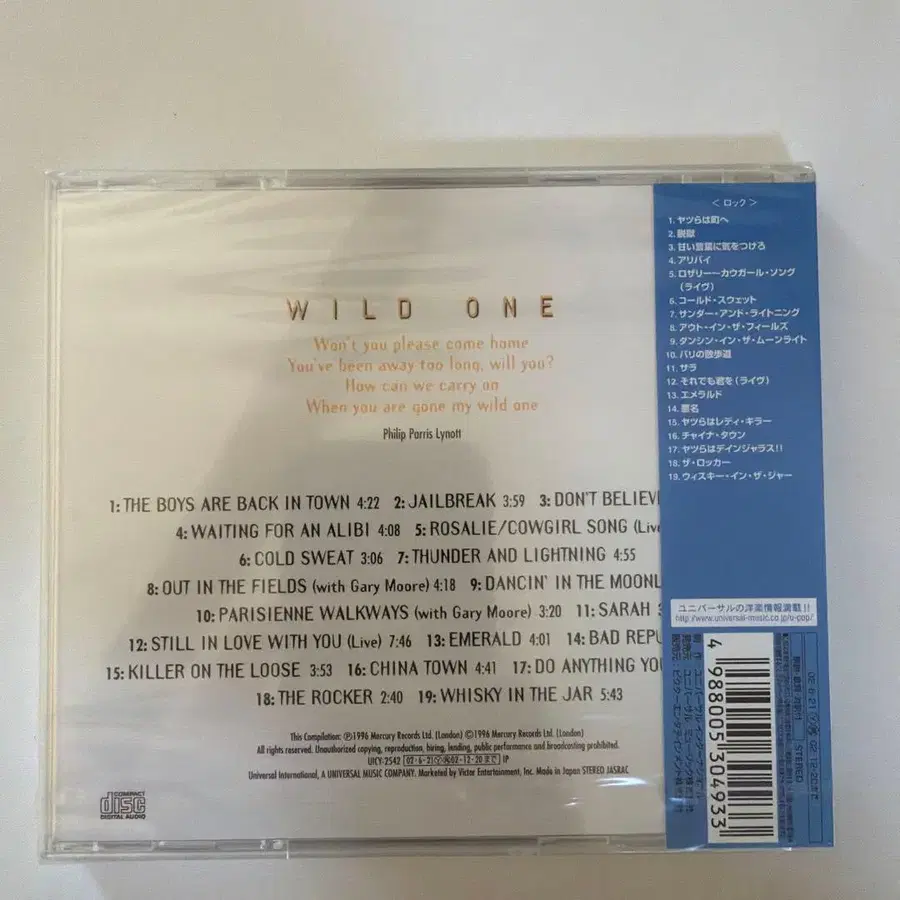 WILD ONE
Won't you please come home
You've been away too long, will you?
How can we carry on
When you are gone my wild one
Philip Parris Lynott
1: THE BOYS ARE BACK IN TOWN 4:22 2: JAILBREAK 3:59 3: DON'T BELIEVE
4: WAITING FOR AN ALIBI 4:08 5: ROSALIE/COWGIRL SONG (Live
6: COLD SWEAT 3:06 7: THUNDER AND LIGHTNING 4:55
8: OUT IN THE FIELDS (with Gary Moore) 4:18 9: DANCIN' IN THE MOONL
10: PARISIENNE WALKWAYS (with Gary Moore) 3:20 11: SARAH
12: STILL IN LOVE WITH YOU (Live) 7:46 13: EMERALD 4:01 14: BAD REPU
15: KILLER ON THE LOOSE 3:53 16: CHINA TOWN 4:41 17: DO ANYTHING YOU
18: THE ROCKER 2:40 19: WHISKY IN THE JAR 5:43
This Compilation: Ⓟ1996 Mercury Records Ltd. (London) ©1996 Mercury Records Ltd. (London)
All rights reserved. Unauthorized copying, reproduction, hiring, lending, public performance and broadcasting prohibited.
UICY-2542 02・6・21 Ⓨ 02・12・20まで IP
Universal International, A UNIVERSAL MUSIC COMPANY. Marketed by Victor Entertainment, Inc. Made in Japan STEREO JASRAC
COMPACT
disc
DIGITAL AUDIO
＜ロック＞
1. ヤツらは町へ
2. 脱獄
3. 甘い言葉に気をつけろ
4. アリバイ
5. ロザリー〜カウガール・ソング
（ライヴ）
6. コールド・スウェット
7. サンダー・アンド・ライトニング
8. アウト・イン・ザ・フィールズ
9. ダンシン・イン・ザ・ムーンライト
10. パリの散歩道
11. サラ
12. それでも君を（ライヴ）
13. エメラルド
14. 悪名
15. ヤツらはレディ・キラー
16. チャイナ・タウン
17. ヤツらはデインジャラス!!
18. ザ・ロッカー
19. ウィスキー・イン・ザ・ジャー
ユニバーサルの洋楽情報満載!!
http://www.universal-music.co.jp/u-pop/
STEREO
4 988005 304933